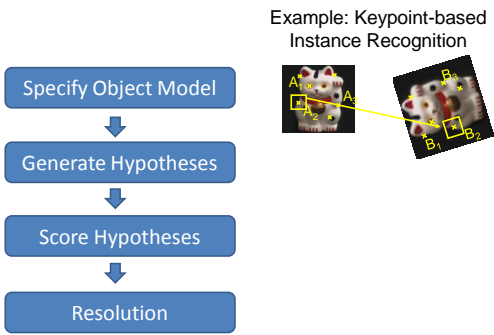 Example: Keypoint-based
Instance Recognition
Specify Object Model
Generate Hypotheses
Score Hypotheses
Resolution
A₁
A₂
A₃
B₃
B₁
B₂